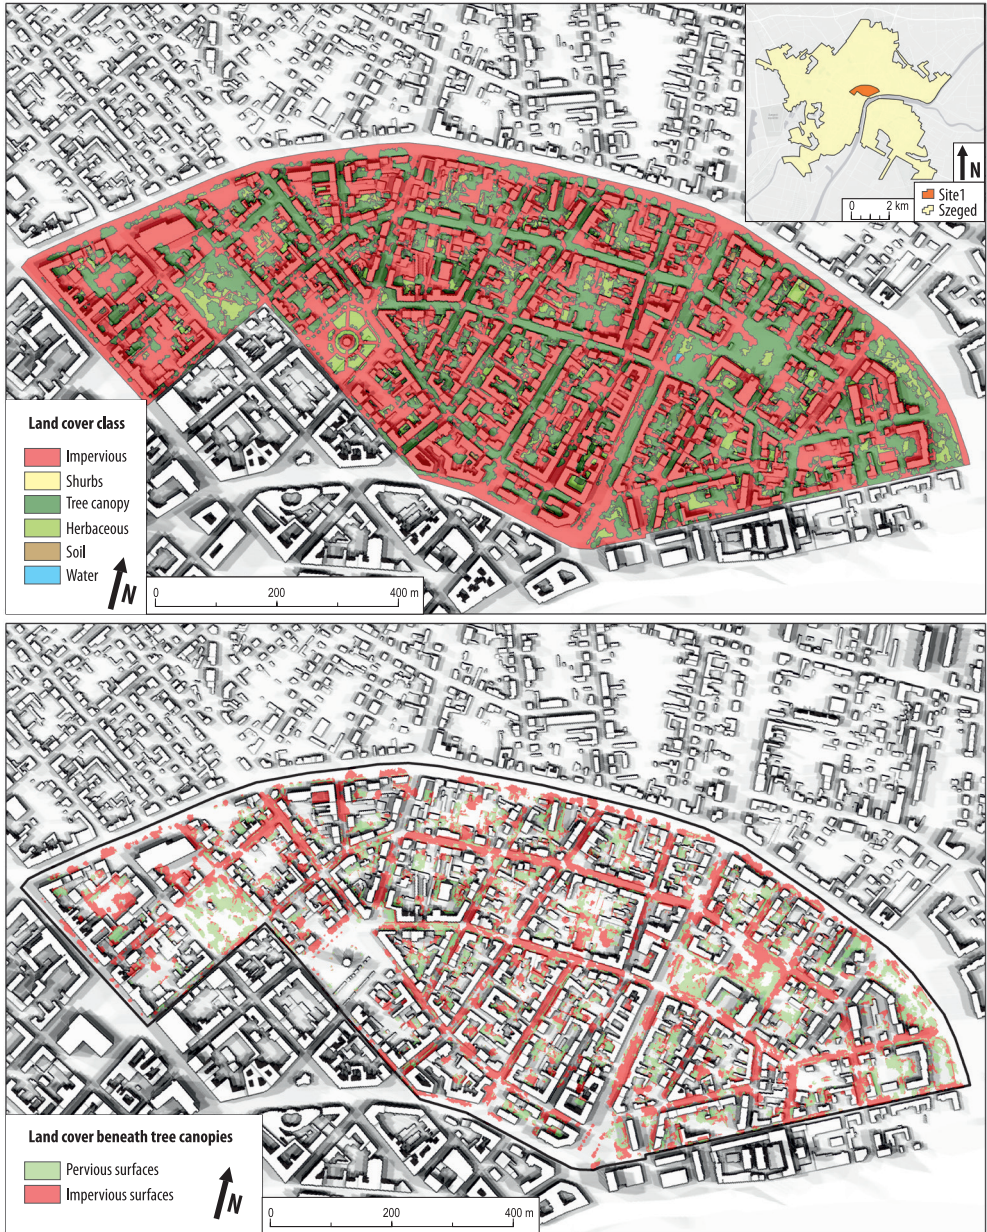 N
Site1
0 2 km
Szeged
Land cover class
Impervious
Shurbs
Tree canopy
Herbaceous
Soil
Water
N
0 200 400 m
Land cover beneath tree canopies
Pervious surfaces
Impervious surfaces
N
0 200 400 m